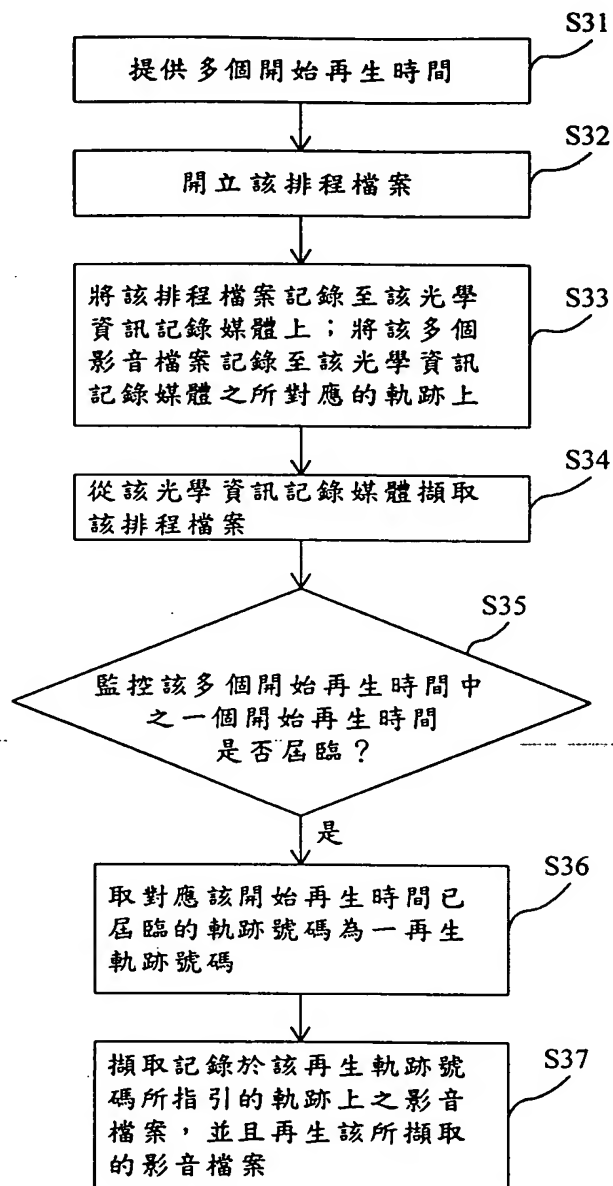 S31
提供多個開始再生時間
S32
開立該排程檔案
S33
將該排程檔案記錄至該光學
資訊記錄媒體上；將該多個
影音檔案記錄至該光學資訊
記錄媒體之所對應的軌跡上
S34
從該光學資訊記錄媒體擷取
該排程檔案
S35
監控該多個開始再生時間中
之一個開始再生時間
是否屆臨？
是
S36
取對應該開始再生時間已
屆臨的軌跡號碼為一再生
軌跡號碼
S37
擷取記錄於該再生軌跡號
碼所指引的軌跡上之影音
檔案，並且再生該所擷取
的影音檔案